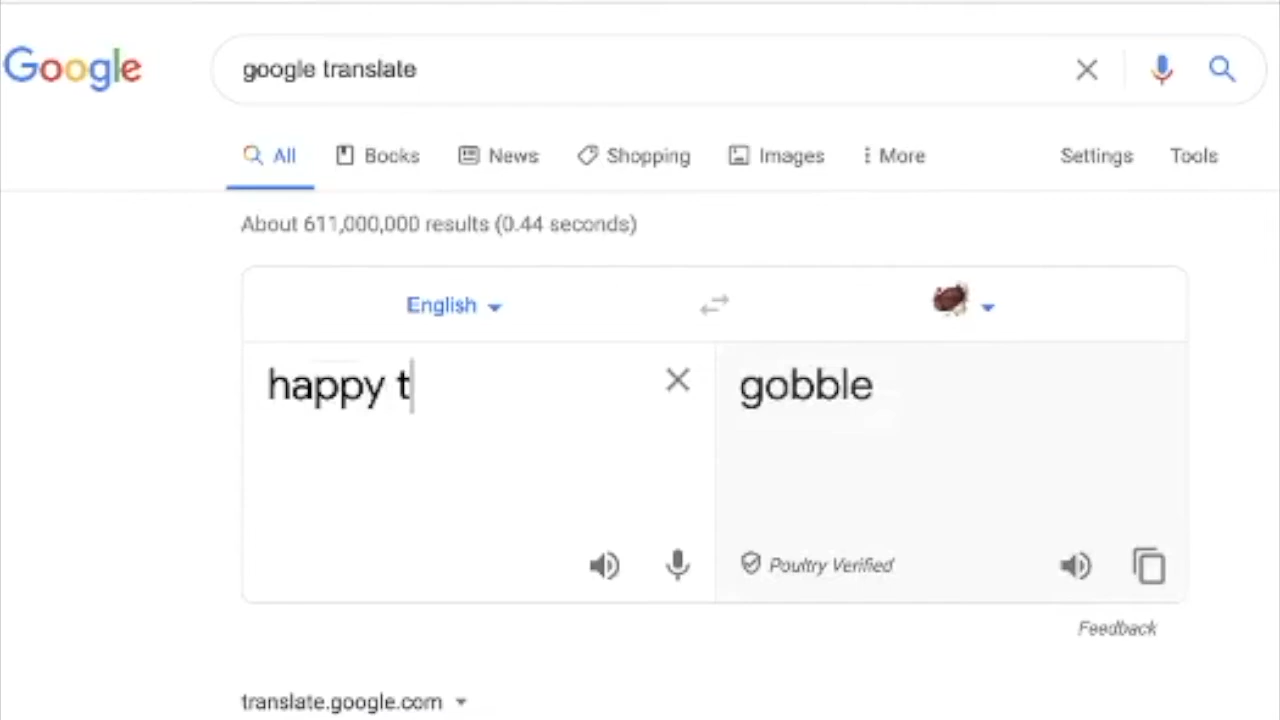 Google google translate
All Books News Shopping Images More Settings Tools
About 611,000,000 results (0.44 seconds)
English
happy t
gobble
Poultry Verified
Feedback
translate.google.com